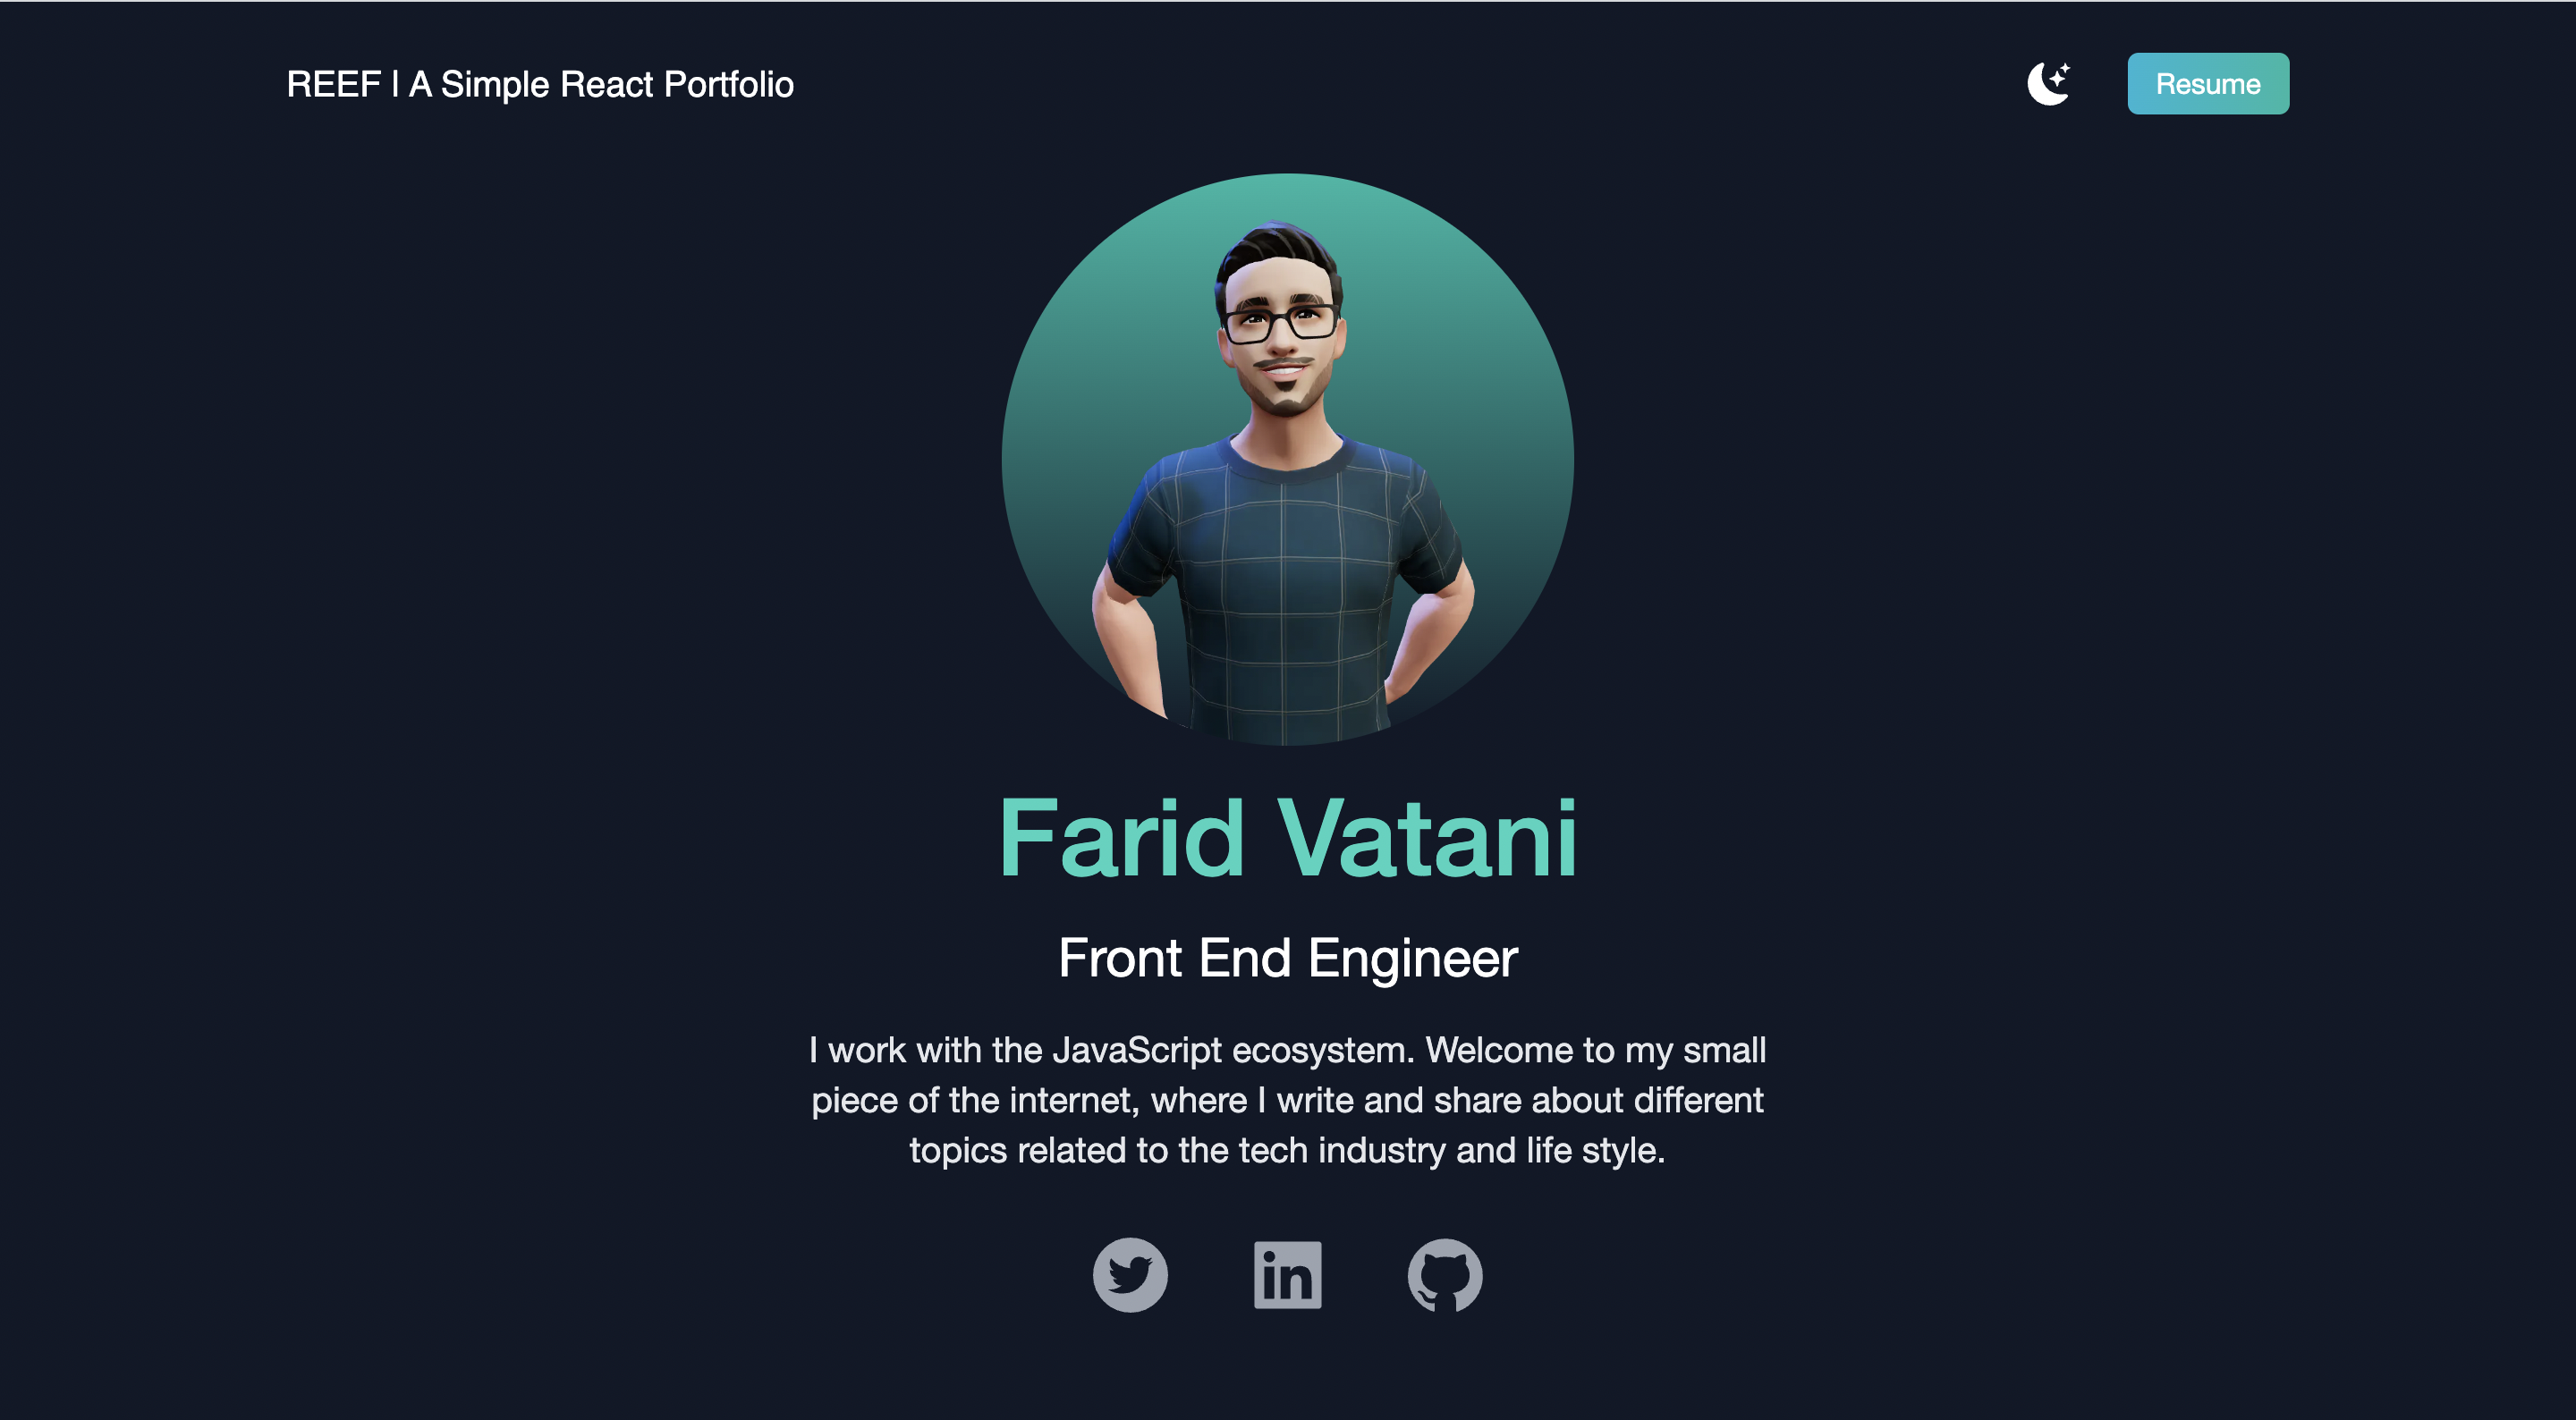 REEF | A Simple React Portfolio
Resume
Farid Vatani
Front End Engineer
I work with the JavaScript ecosystem. Welcome to my small
piece of the internet, where I write and share about different
topics related to the tech industry and life style.
in